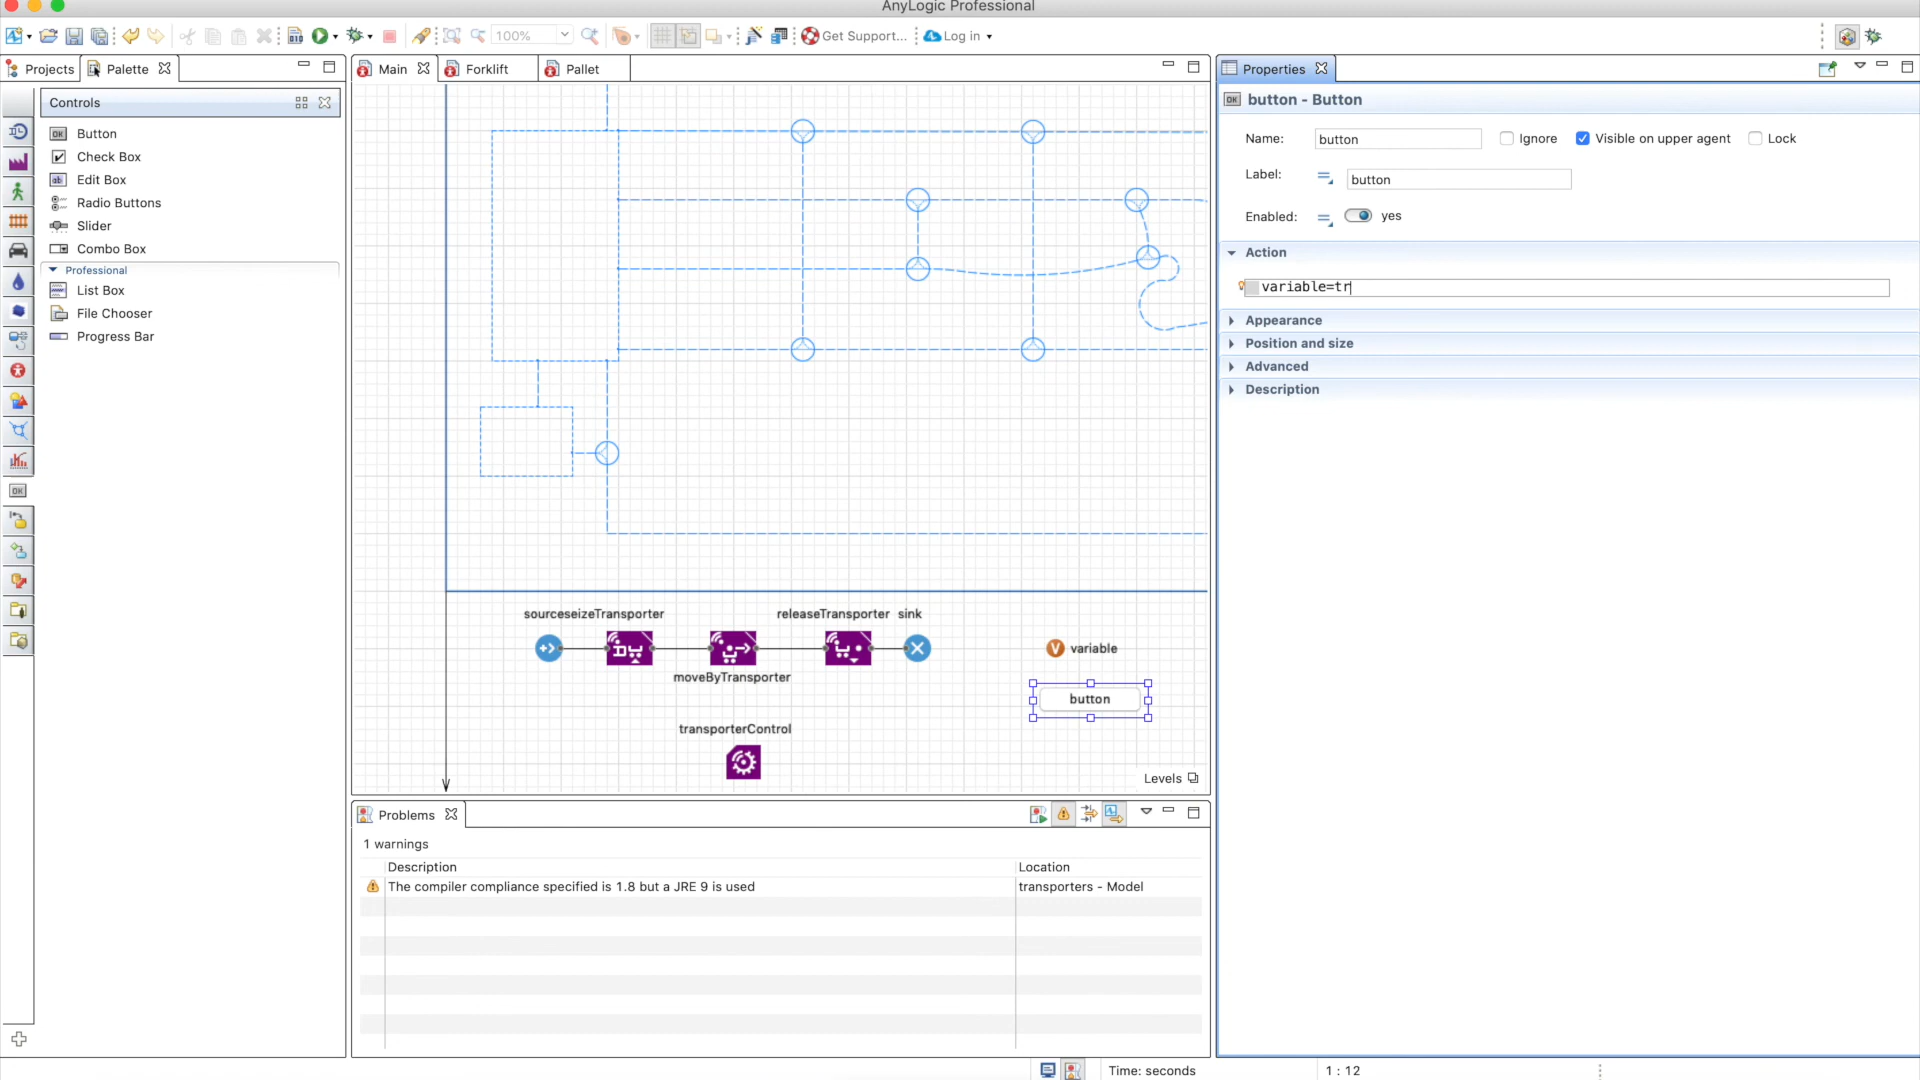 AnyLogic Professional
100%
Get Support...
Log in
Projects
Palette
Main
Forklift
Pallet
Properties
Controls
Button
Check Box
Edit Box
Radio Buttons
Slider
Combo Box
Professional
List Box
File Chooser
Progress Bar
sourceseizeTransporter
releaseTransporter
sink
moveByTransporter
transporterControl
variable
button
Levels
button - Button
Name:
button
Ignore
Visible on upper agent
Lock
Label:
button
Enabled:
yes
Action
variable=tr
Appearance
Position and size
Advanced
Description
Problems
1 warnings
Description
Location
The compiler compliance specified is 1.8 but a JRE 9 is used
transporters - Model
Time: seconds
1 : 12